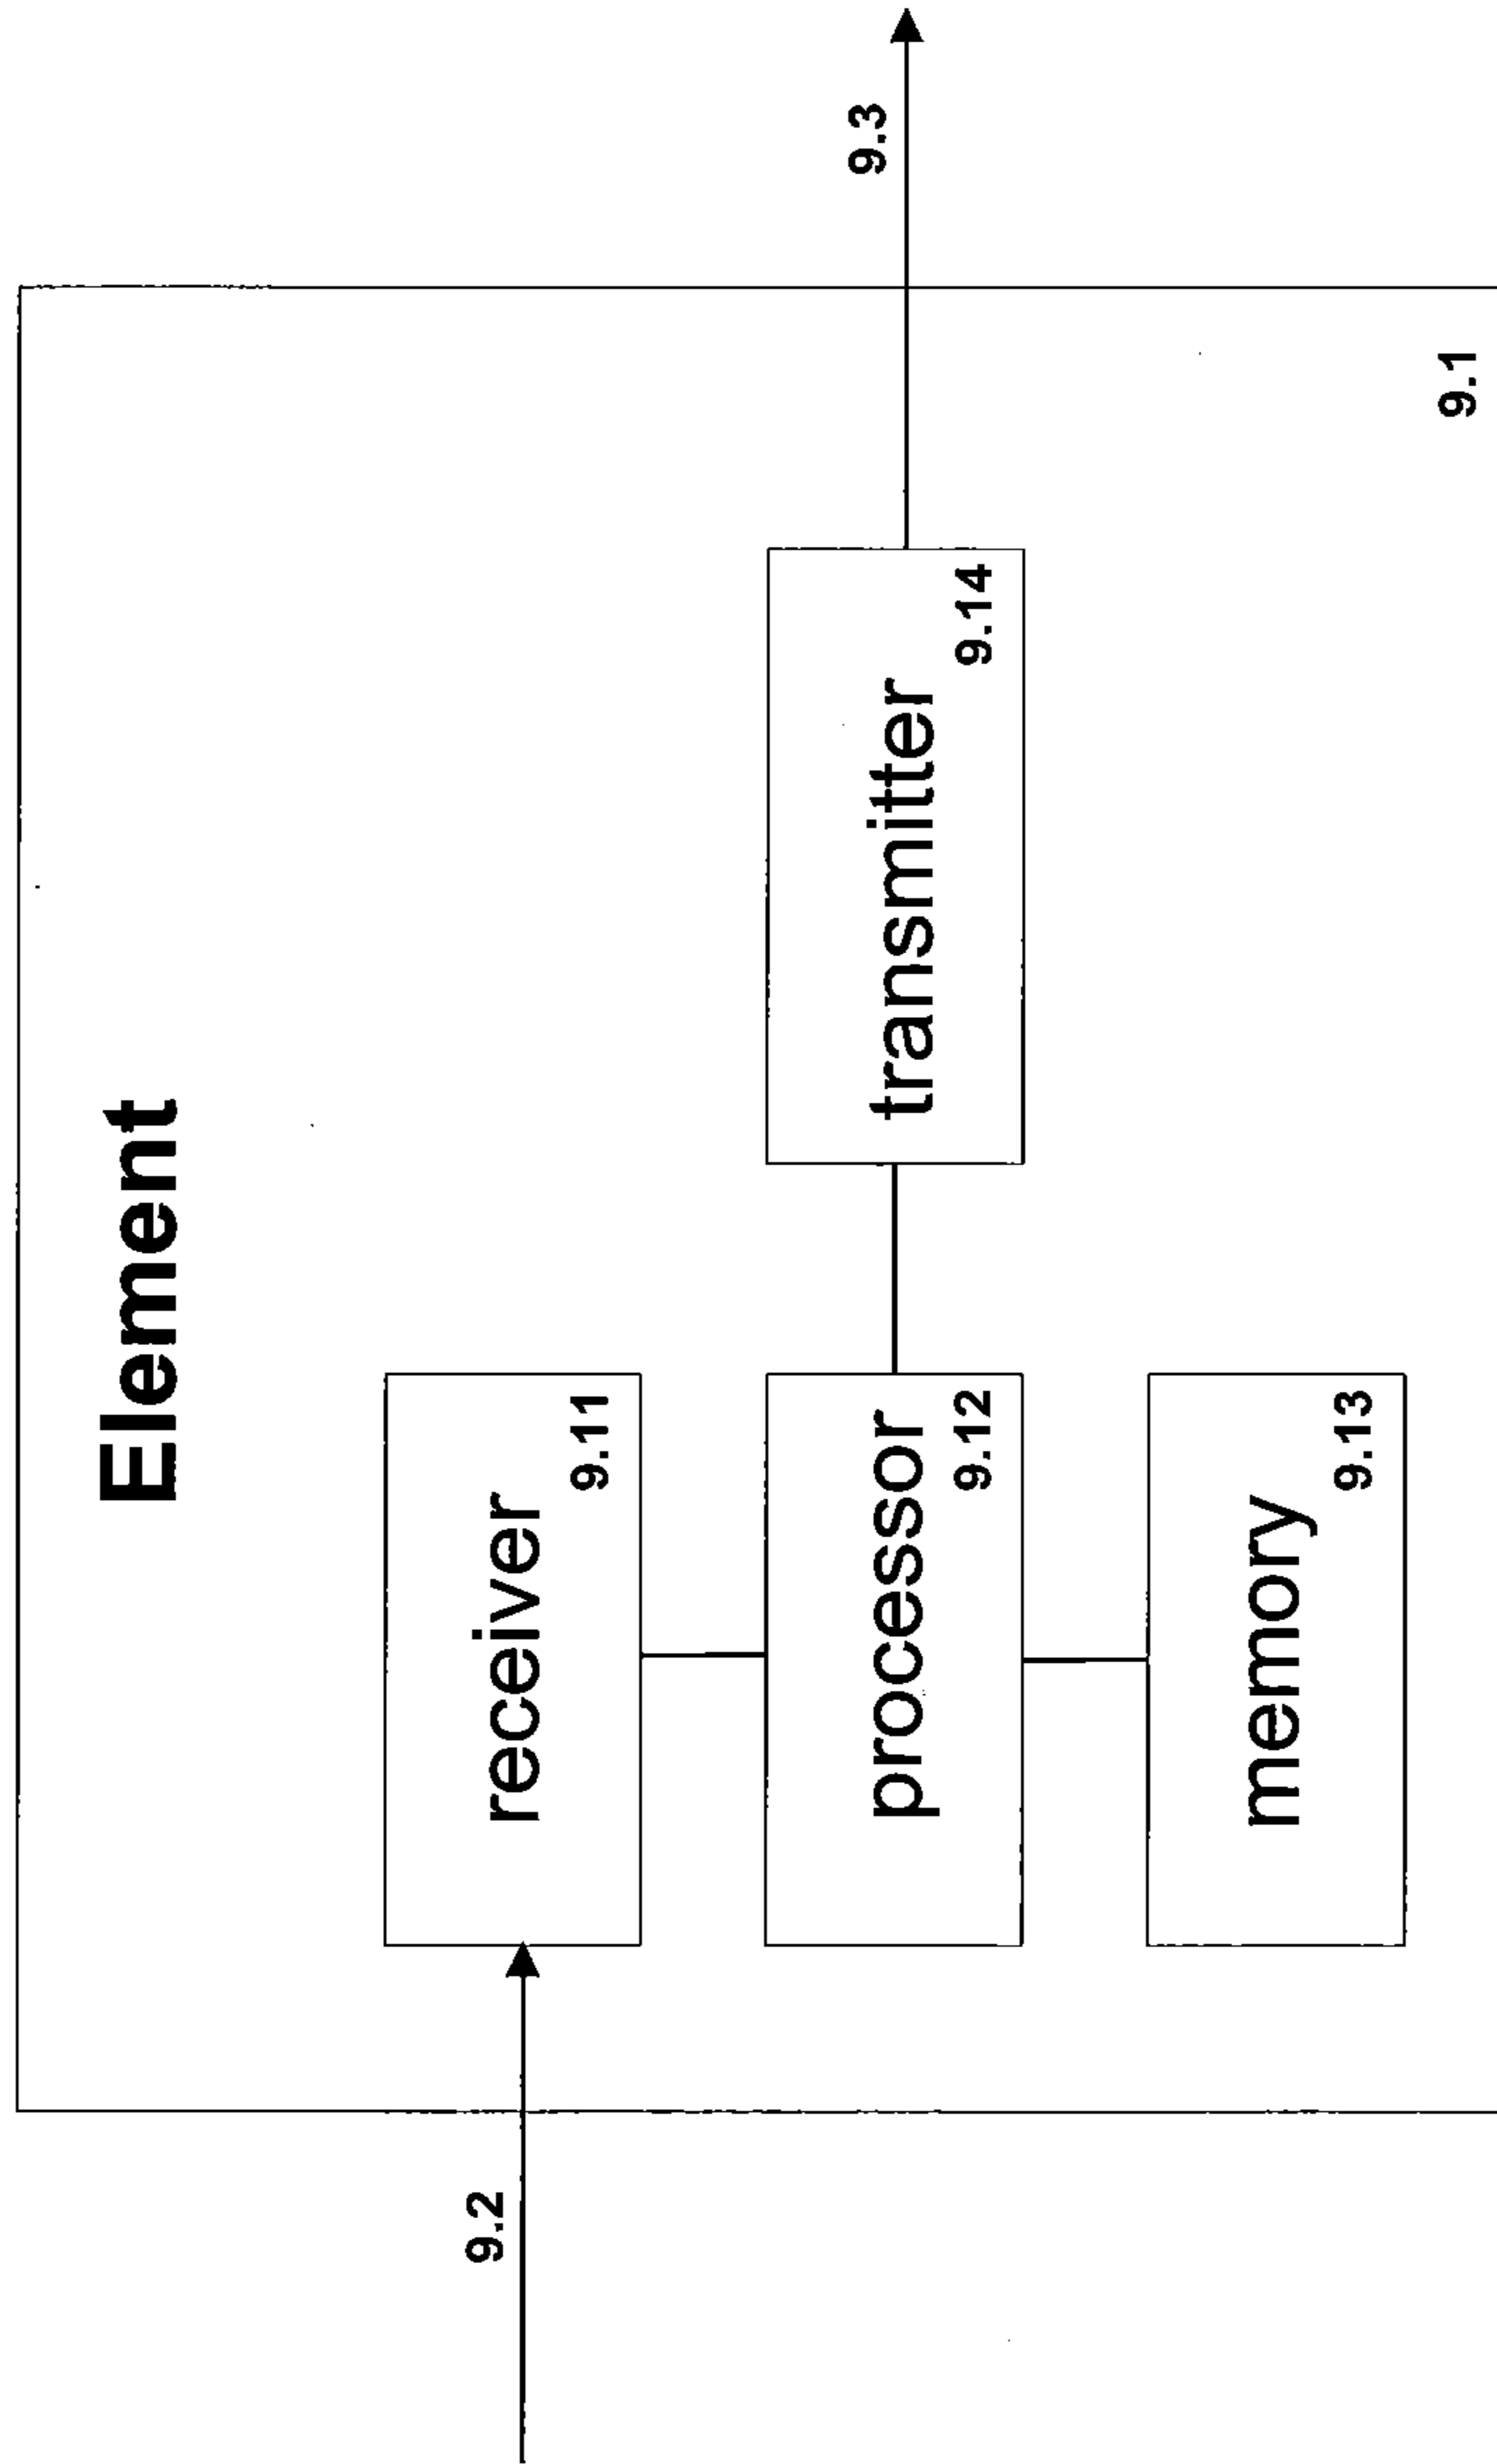 Element
9.2
receiver
9.11
9.3
processor
9.12
transmitter
9.14
memory
9.13
9.1